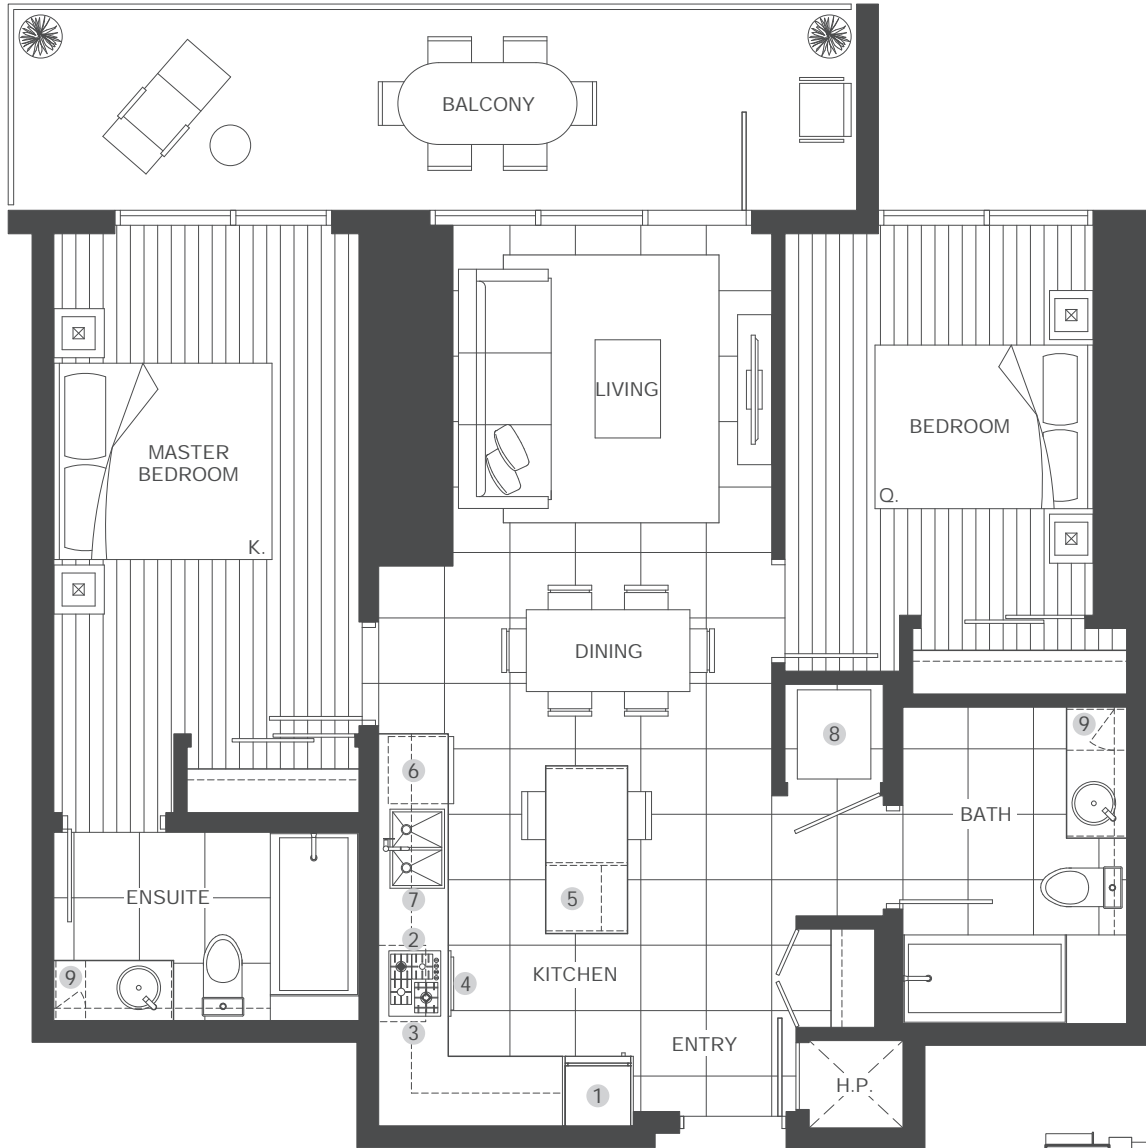 BALCONY
LIVING
MASTER
BEDROOM
K.
BEDROOM
Q.
DINING
6
8
9
BATH
7
5
2
ENSUITE
9
4
KITCHEN
3
ENTRY
1
H.P.